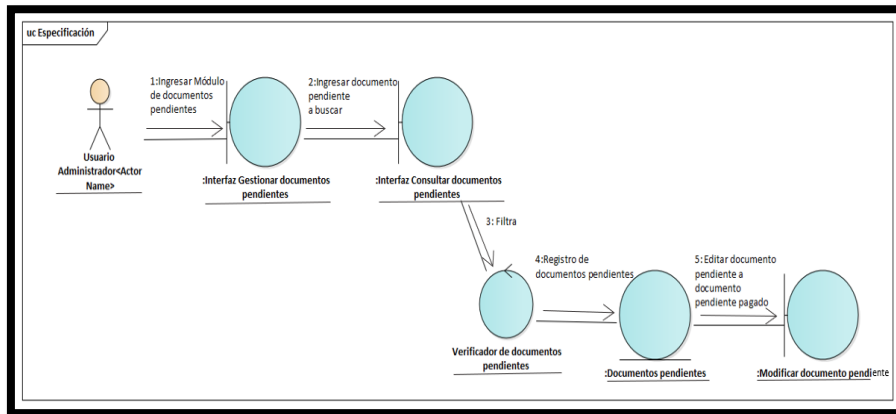 uc Especificación
1:Ingresar Módulo
de documentos
pendientes
2:Ingresar documento
pendiente
a buscar
Usuario
Administrador<Actor
Name>
:Interfaz Gestionar documentos
pendientes
:Interfaz Consultar documentos
pendientes
3: Filtra
4:Registro de
documentos pendientes
5: Editar documento
pendiente a
documento
pendiente pagado
Verificador de documentos
pendientes
:Documentos pendientes
:Modificar documento pendiente